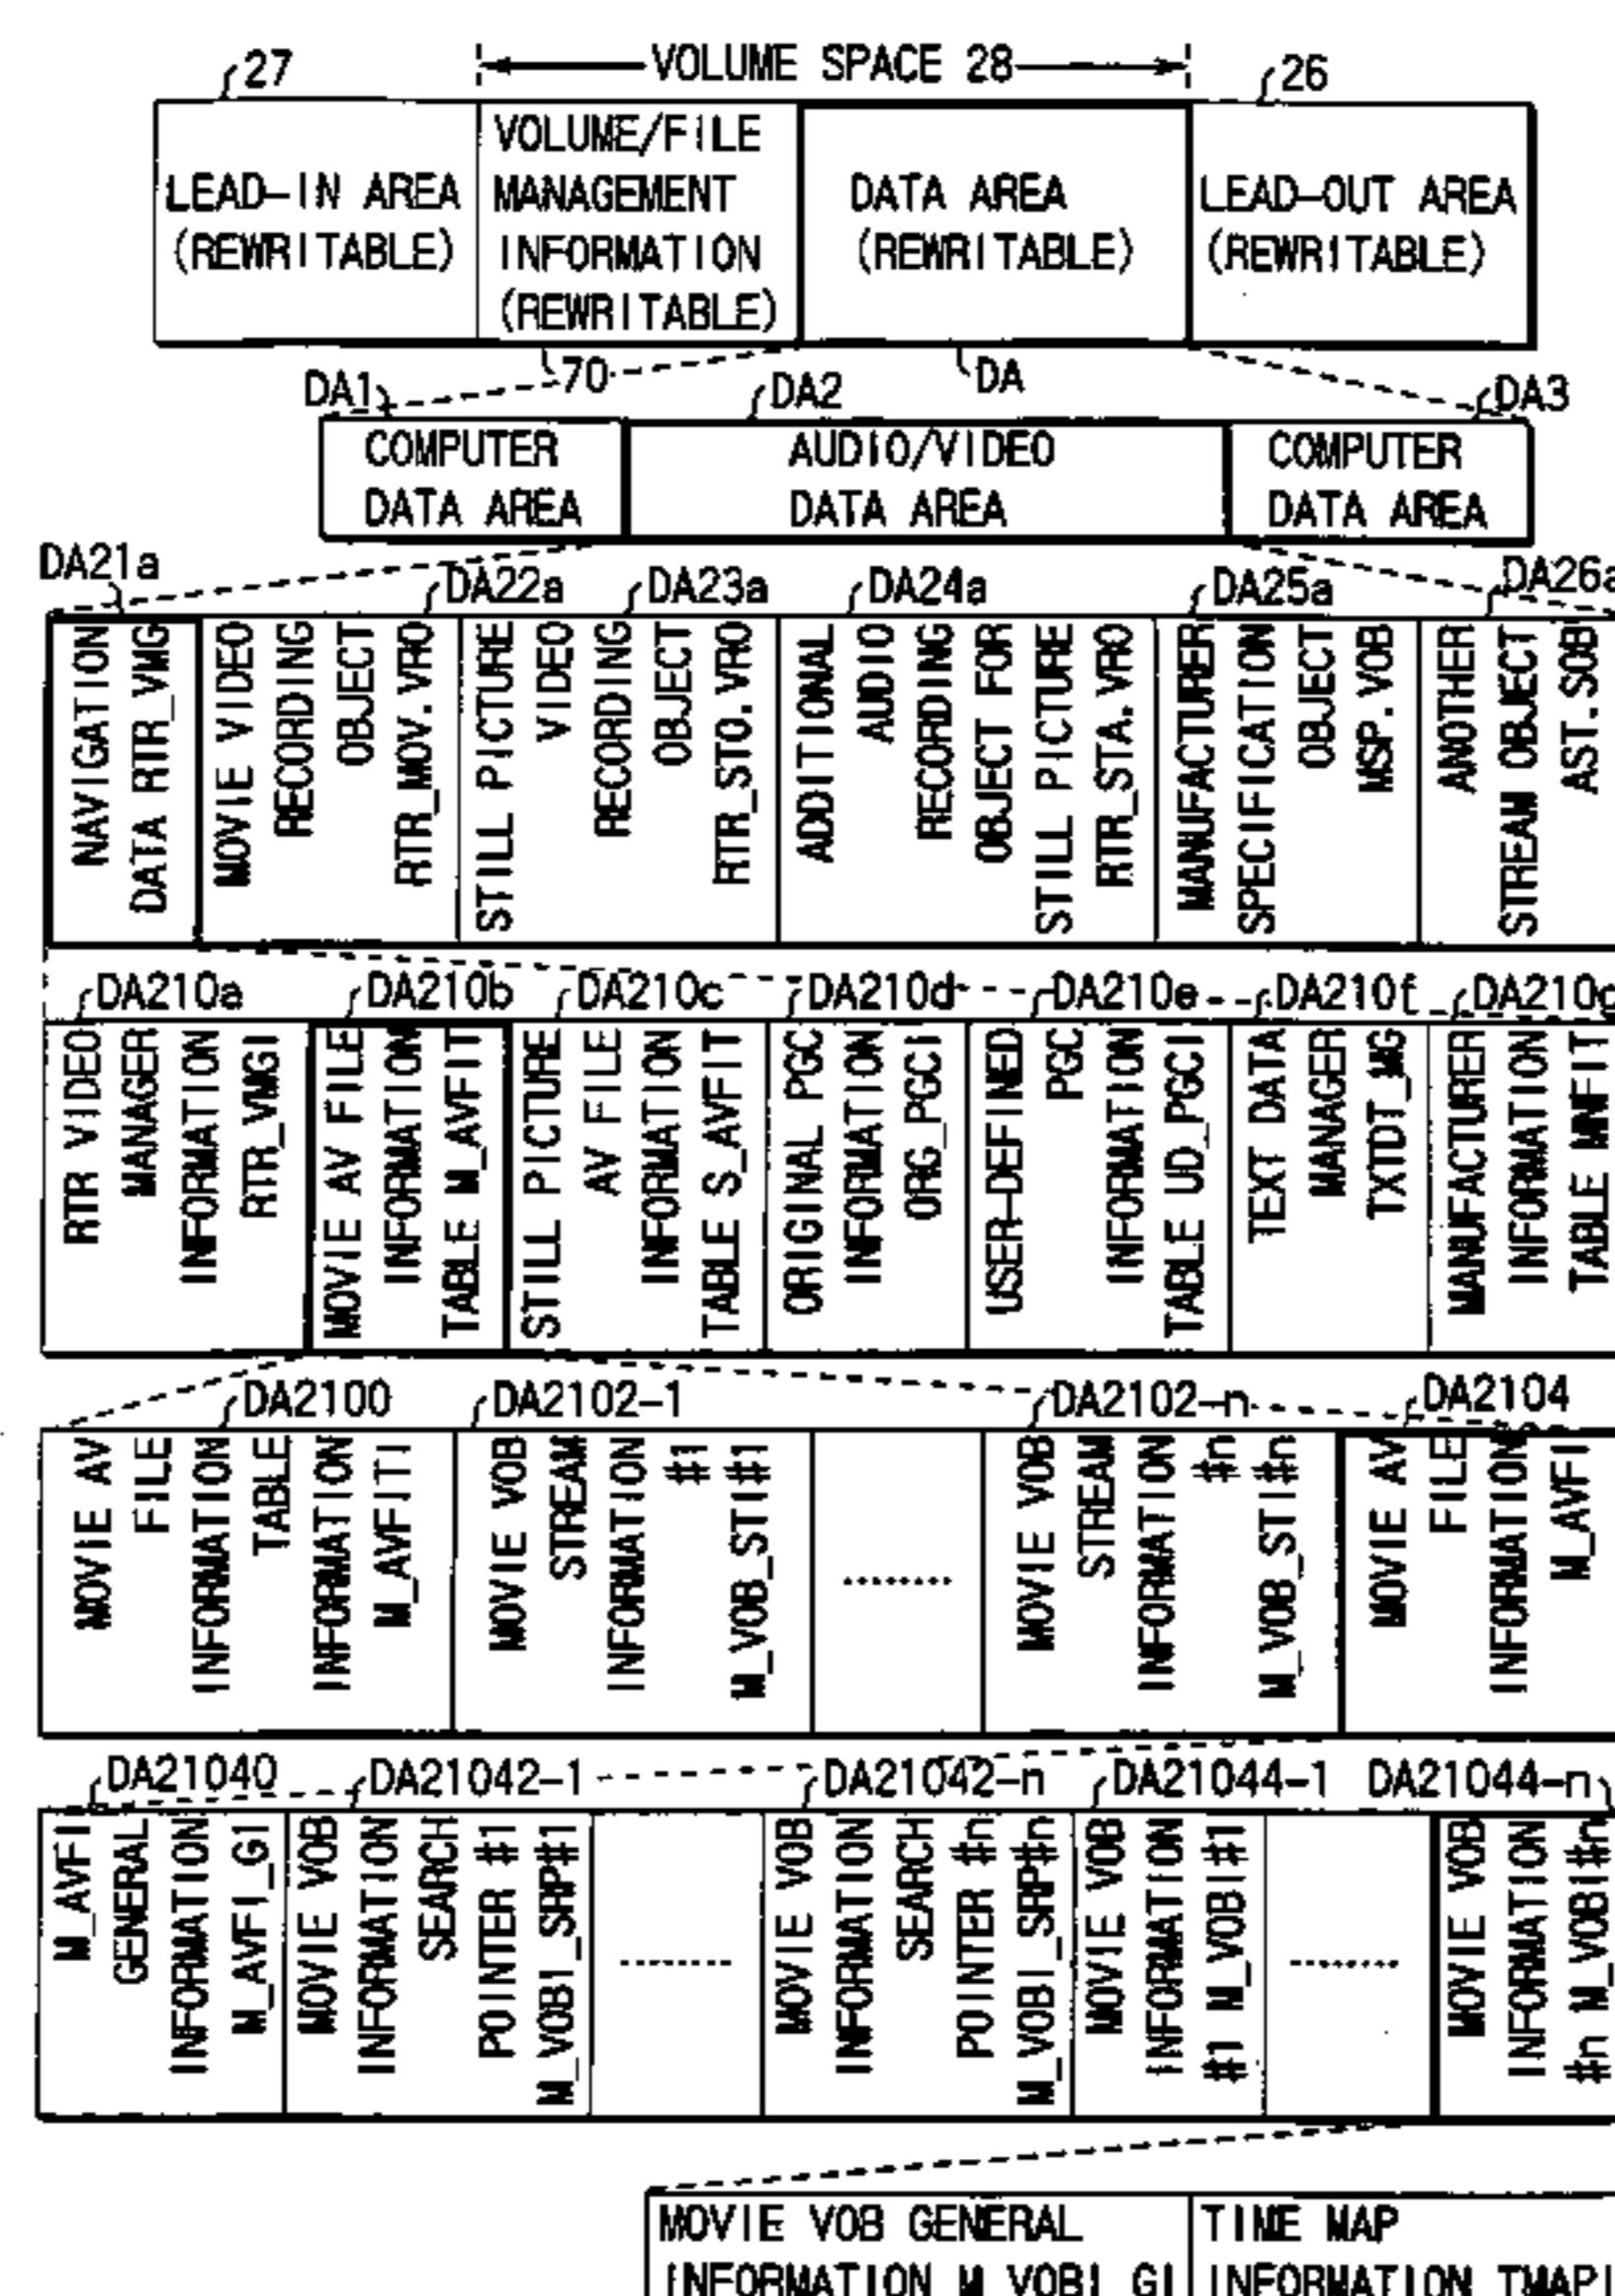 27
VOLUME SPACE 28
26
LEAD-IN AREA
(REWRITABLE)
VOLUME/FILE
MANAGEMENT
INFORMATION
(REWRITABLE)
DATA AREA
(REWRITABLE)
LEAD-OUT AREA
(REWRITABLE)
70
DA
DA1
DA2
DA3
COMPUTER
DATA AREA
AUDIO/VIDEO
DATA AREA
COMPUTER
DATA AREA
DA21a
DA22a
DA23a
DA24a
DA25a
DA26a
NAVIGATION
DATA RTR_VMG
MOVIE VIDEO
RECORDING
OBJECT
RTR_MOV.VRO
STILL PICTURE
VIDEO
RECORDING
OBJECT
RTR_STO.VRO
ADDITIONAL
AUDIO
RECORDING
OBJECT FOR
STILL PICTURE
RTR_STA.VRO
MANUFACTURER
SPECIFICATION
OBJECT
MSP.VOB
ANOTHER
STREAM OBJECT
AST.SOB
DA210a
DA210b
DA210c
DA210d
DA210e
DA210f
DA210g
RTR VIDEO
MANAGER
INFORMATION
RTR_VMGI
MOVIE AV FILE
INFORMATION
TABLE M_AVFIT
STILL PICTURE
AV FILE
INFORMATION
TABLE S_AVFIT
ORIGINAL PGC
INFORMATION
ORG_PGCI
USER-DEFINED
PGC
INFORMATION
TABLE UD_PGCI
TEXT DATA
MANAGER
TXTDT_MG
MANUFACTURER
INFORMATION
TABLE MNFIT
DA2100
DA2102-1
DA2102-n
DA2104
MOVIE AV
FILE
INFORMATION
TABLE
INFORMATION
M_AVFITI
MOVIE VOB
STREAM
INFORMATION
#1
M_VOB_STI#1
........
MOVIE VOB
STREAM
INFORMATION
#n
M_VOB_STI#n
MOVIE AV
FILE
INFORMATION
M_AVFI
DA21040
DA21042-1
DA21042-n
DA21044-1
DA21044-n
M_AVFI
GENERAL
INFORMATION
M_AVFI_GI
MOVIE VOB
INFORMATION
SEARCH
POINTER #1
M_VOBI_SRP#1
........
MOVIE VOB
INFORMATION
SEARCH
POINTER #n
M_VOBI_SRP#n
MOVIE VOB
INFORMATION
#1 M_VOBI#1
........
MOVIE VOB
INFORMATION
#n M_VOBI#n
MOVIE VOB GENERAL
INFORMATION M_VOBI_GI
TIME MAP
INFORMATION TMAPI